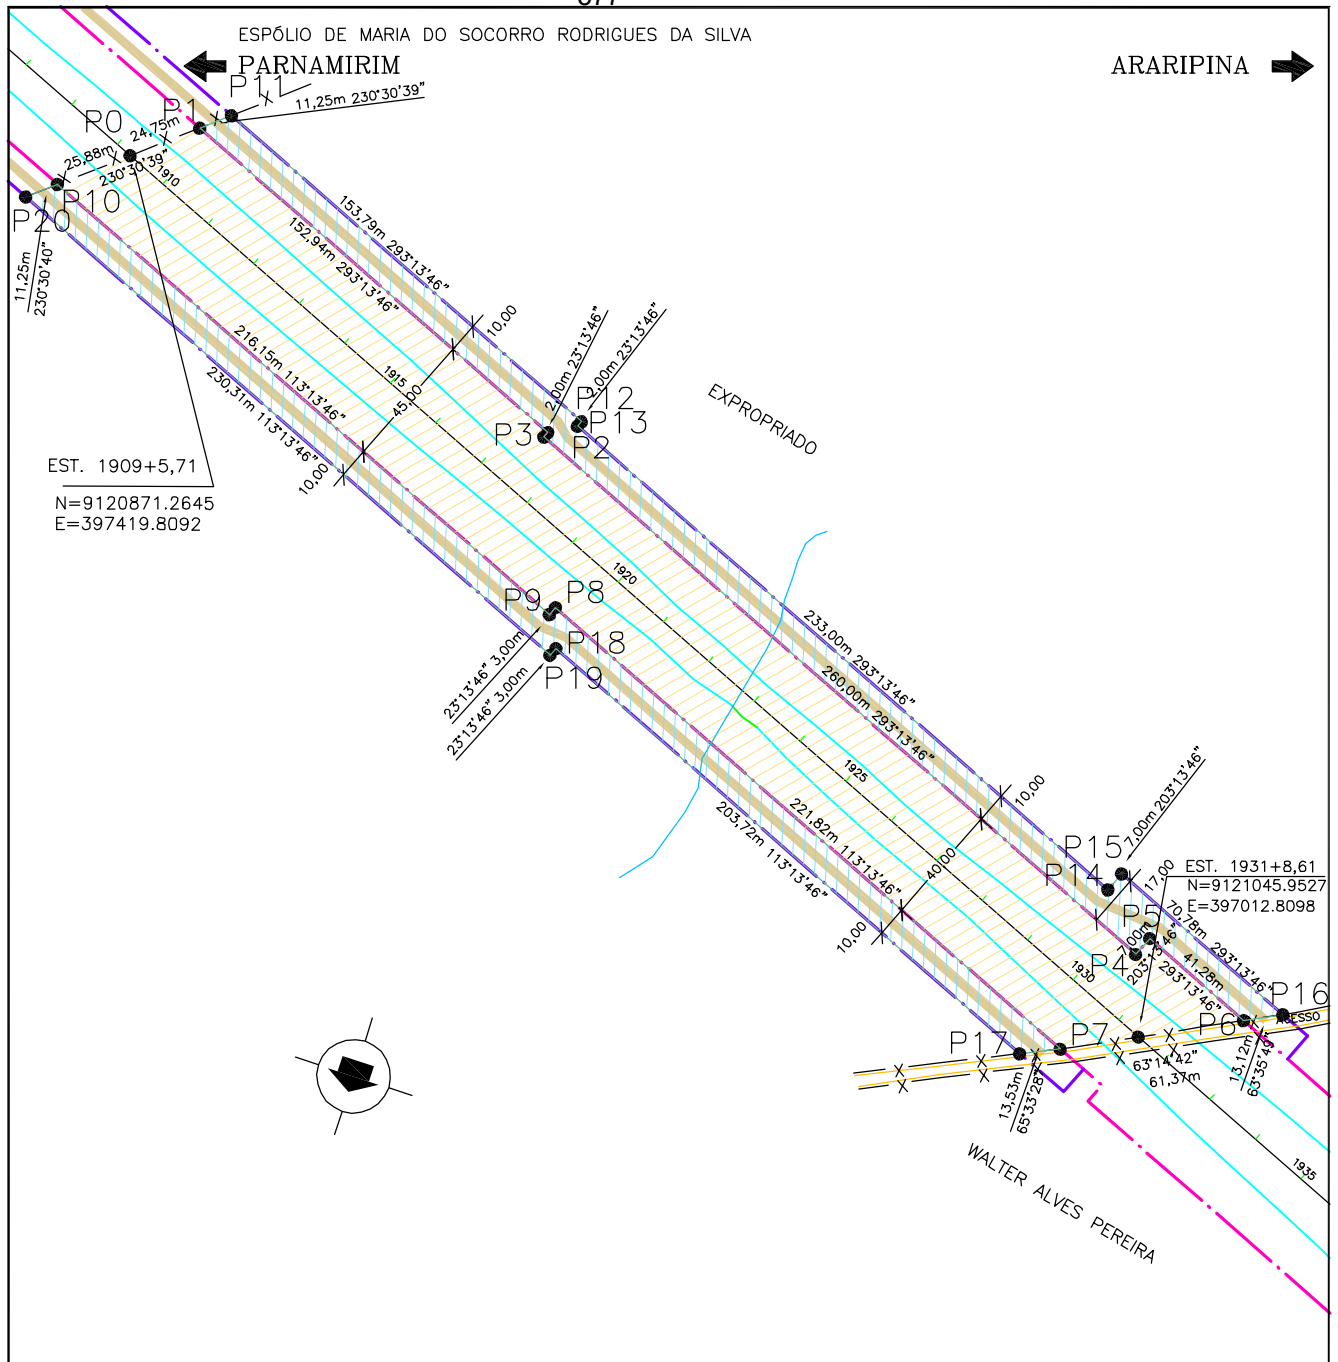 ESPÓLIO DE MARIA DO SOCORRO RODRIGUES DA SILVA
PARNAMIRIM
ARARIPINA
P11
11,25m 230°30'39"
P1
P0
24,75m
230°30'39"
25,88m
1910
P10
P20
11,25m
230°30'40"
153,79m 293°13'46"
152,94m 293°13'46"
10,00
216,15m 113°13'46"
230,31m 113°13'46"
1915
45,00
10,00
2,00m 23°13'46"
2,00m 23°13'46"
P12
P13
P3
P2
EXPROPRIADO
EST. 1909+5,71
N=9120871.2645
E=397419.8092
1920
P9
P8
P18
P19
23°13'46" 3,00m
23°13'46" 3,00m
233,00m 293°13'46"
260,00m 293°13'46"
1925
10,00
221,82m 113°13'46"
203,72m 113°13'46"
40,00
10,00
7,00m 203°13'46"
P15
P14
17,00
EST. 1931+8,61
N=9121045.9527
E=397012.8098
P5
70,78m 293°13'46"
P4
7,00m
203°13'46"
41,28m
293°13'46"
1930
P16
ACESSO
P6
P7
P17
63°14'42"
61,37m
13,12m
63°35'49"
13,53m
65°33'28"
WALTER ALVES PEREIRA
1935